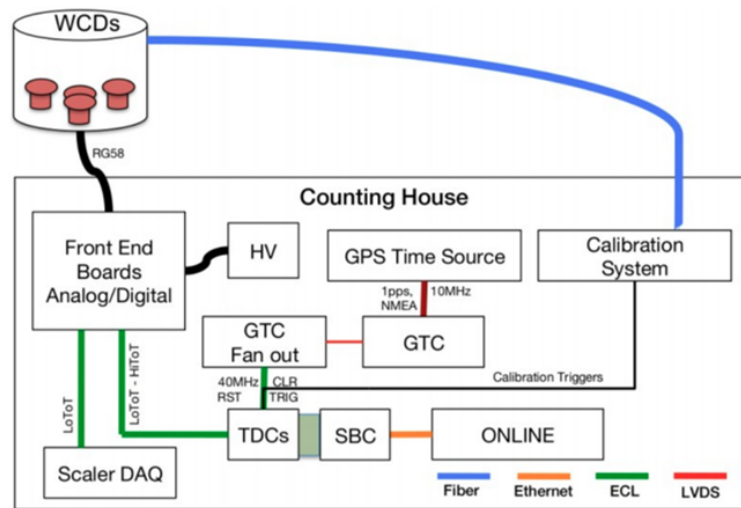 WCDs
RG58
Counting House
Front End
Boards
Analog/Digital
HV
GPS Time Source
Calibration
System
1pps,
NMEA
10MHz
GTC
Fan out
GTC
Calibration Triggers
40MHz
RST
CLR
TRIG
LoToT
LoToT - HiToT
TDCs
SBC
ONLINE
Scaler DAQ
Fiber
Ethernet
ECL
LVDS